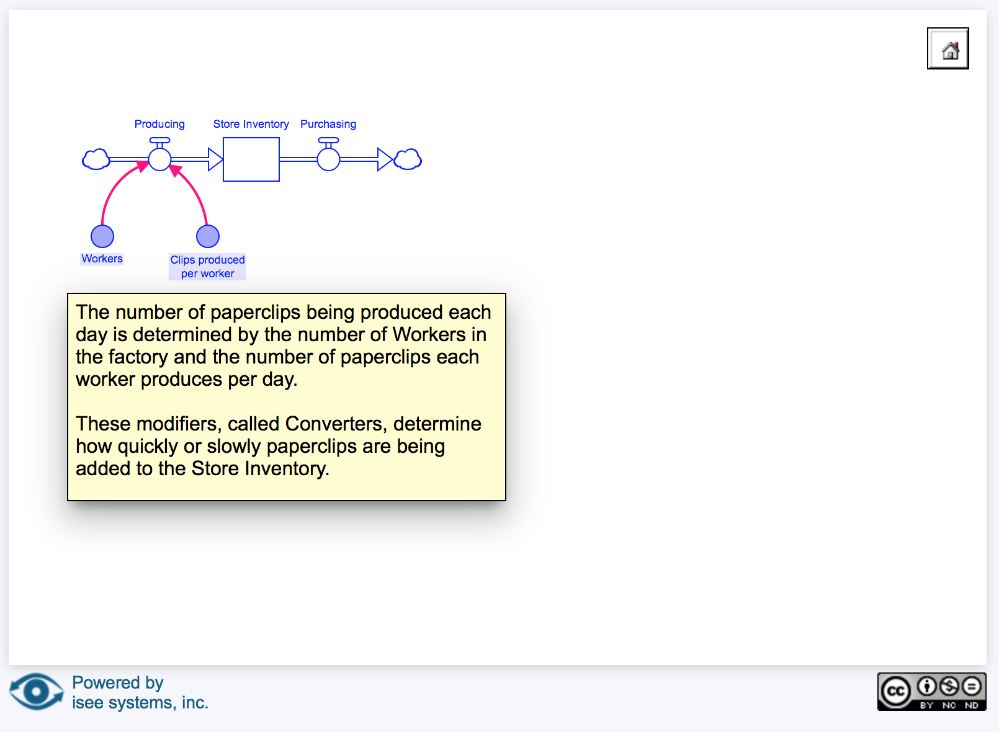 Producing
Store Inventory
Purchasing
Workers
Clips produced
per worker
The number of paperclips being produced each
day is determined by the number of Workers in
the factory and the number of paperclips each
worker produces per day.
These modifiers, called Converters, determine
how quickly or slowly paperclips are being
added to the Store Inventory.
Powered by
isee systems, inc.
cc
BY NC ND